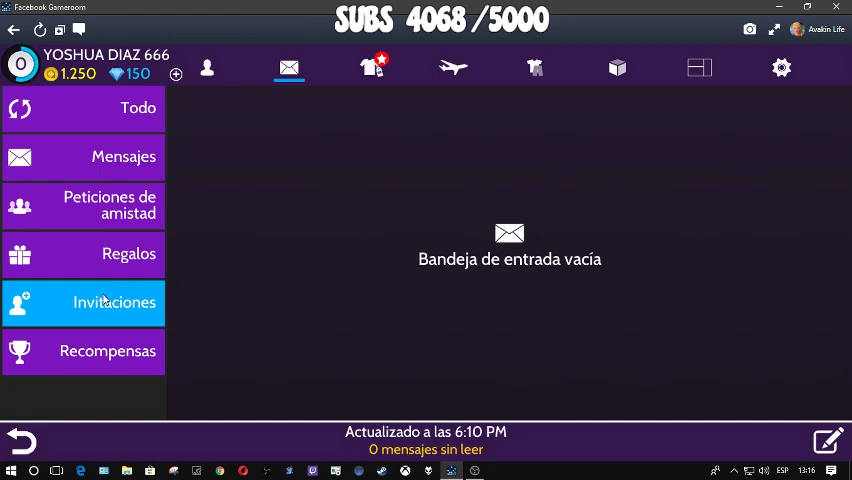 Facebook Gameroom
SUBS 4068/5000
Avakin Life
YOSHUA DIAZ 666
0
1.250
150
Todo
Mensajes
Peticiones de
amistad
Regalos
Invitaciones
Recompensas
Bandeja de entrada vacía
Actualizado a las 6:10 PM
0 mensajes sin leer
ESP
13:16